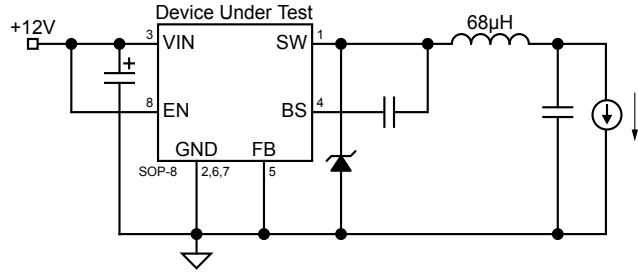 Device Under Test
+12V
68µH
3
VIN
SW
1
8
EN
BS
4
GND
FB
SOP-8
2,6,7
5
+